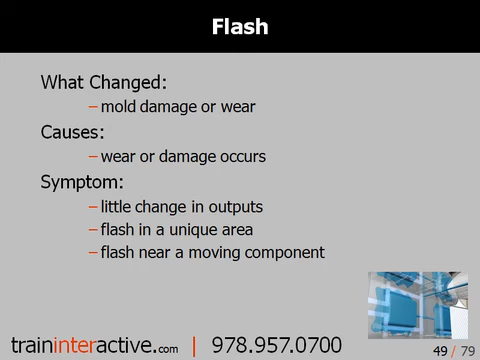 Flash
What Changed:
– mold damage or wear
Causes:
– wear or damage occurs
Symptom:
– little change in outputs
– flash in a unique area
– flash near a moving component
traininteractive.com | 978.957.0700
49 / 79